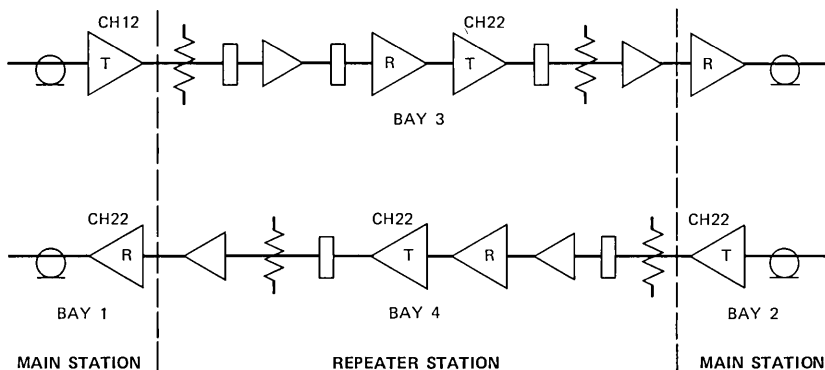 CH12 CH22
T R T R
BAY 3
CH22 CH22 CH22
R T R T
BAY 1 BAY 4 BAY 2
MAIN STATION REPEATER STATION MAIN STATION